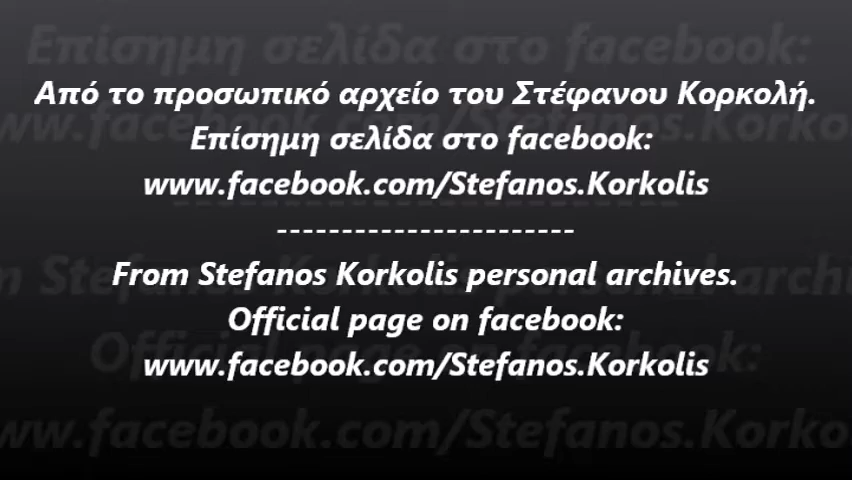 Από το προσωπικό αρχείο του Στέφανου Κορκολή.
Επίσημη σελίδα στο facebook:
www.facebook.com/Stefanos.Korkolis
-----------------------
From Stefanos Korkolis personal archives.
Official page on facebook:
www.facebook.com/Stefanos.Korkolis